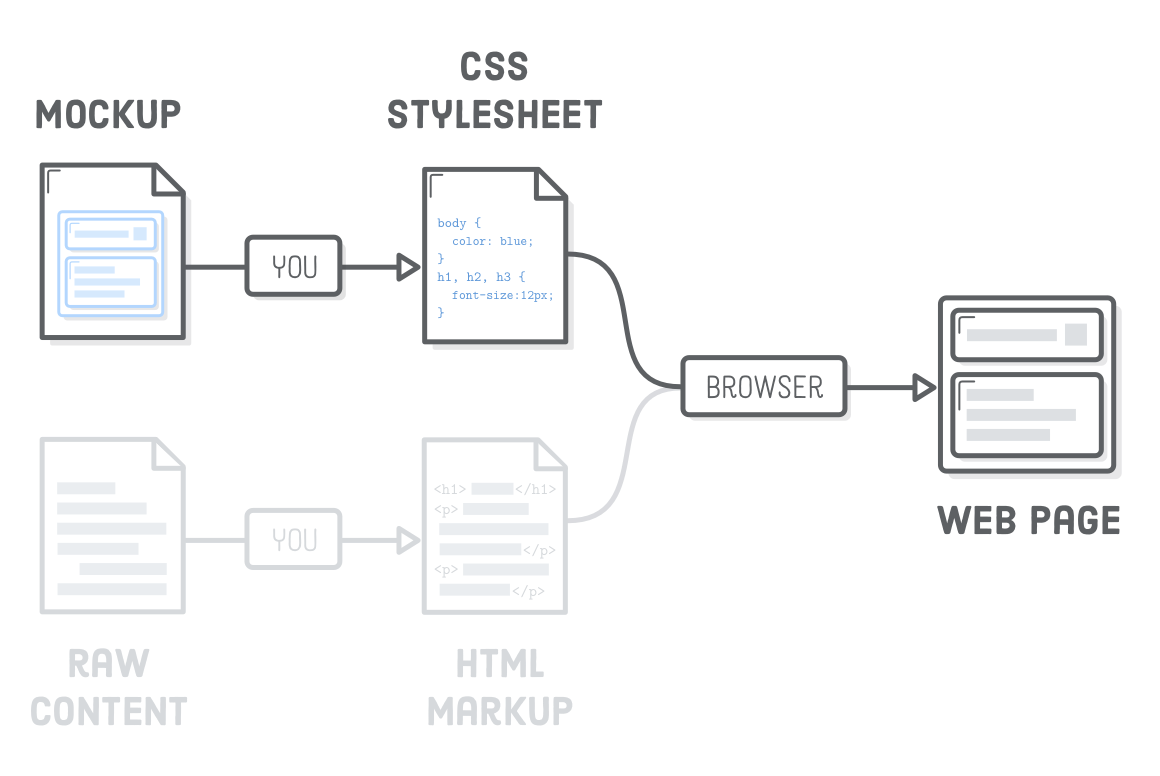 CSS
STYLESHEET
MOCKUP
body {
color: blue;
}
h1, h2, h3 {
font-size:12px;
}
YOU
BROWSER
WEB PAGE
<h1> </h1>
<p>
</p>
<p>
</p>
YOU
RAW
CONTENT
HTML
MARKUP